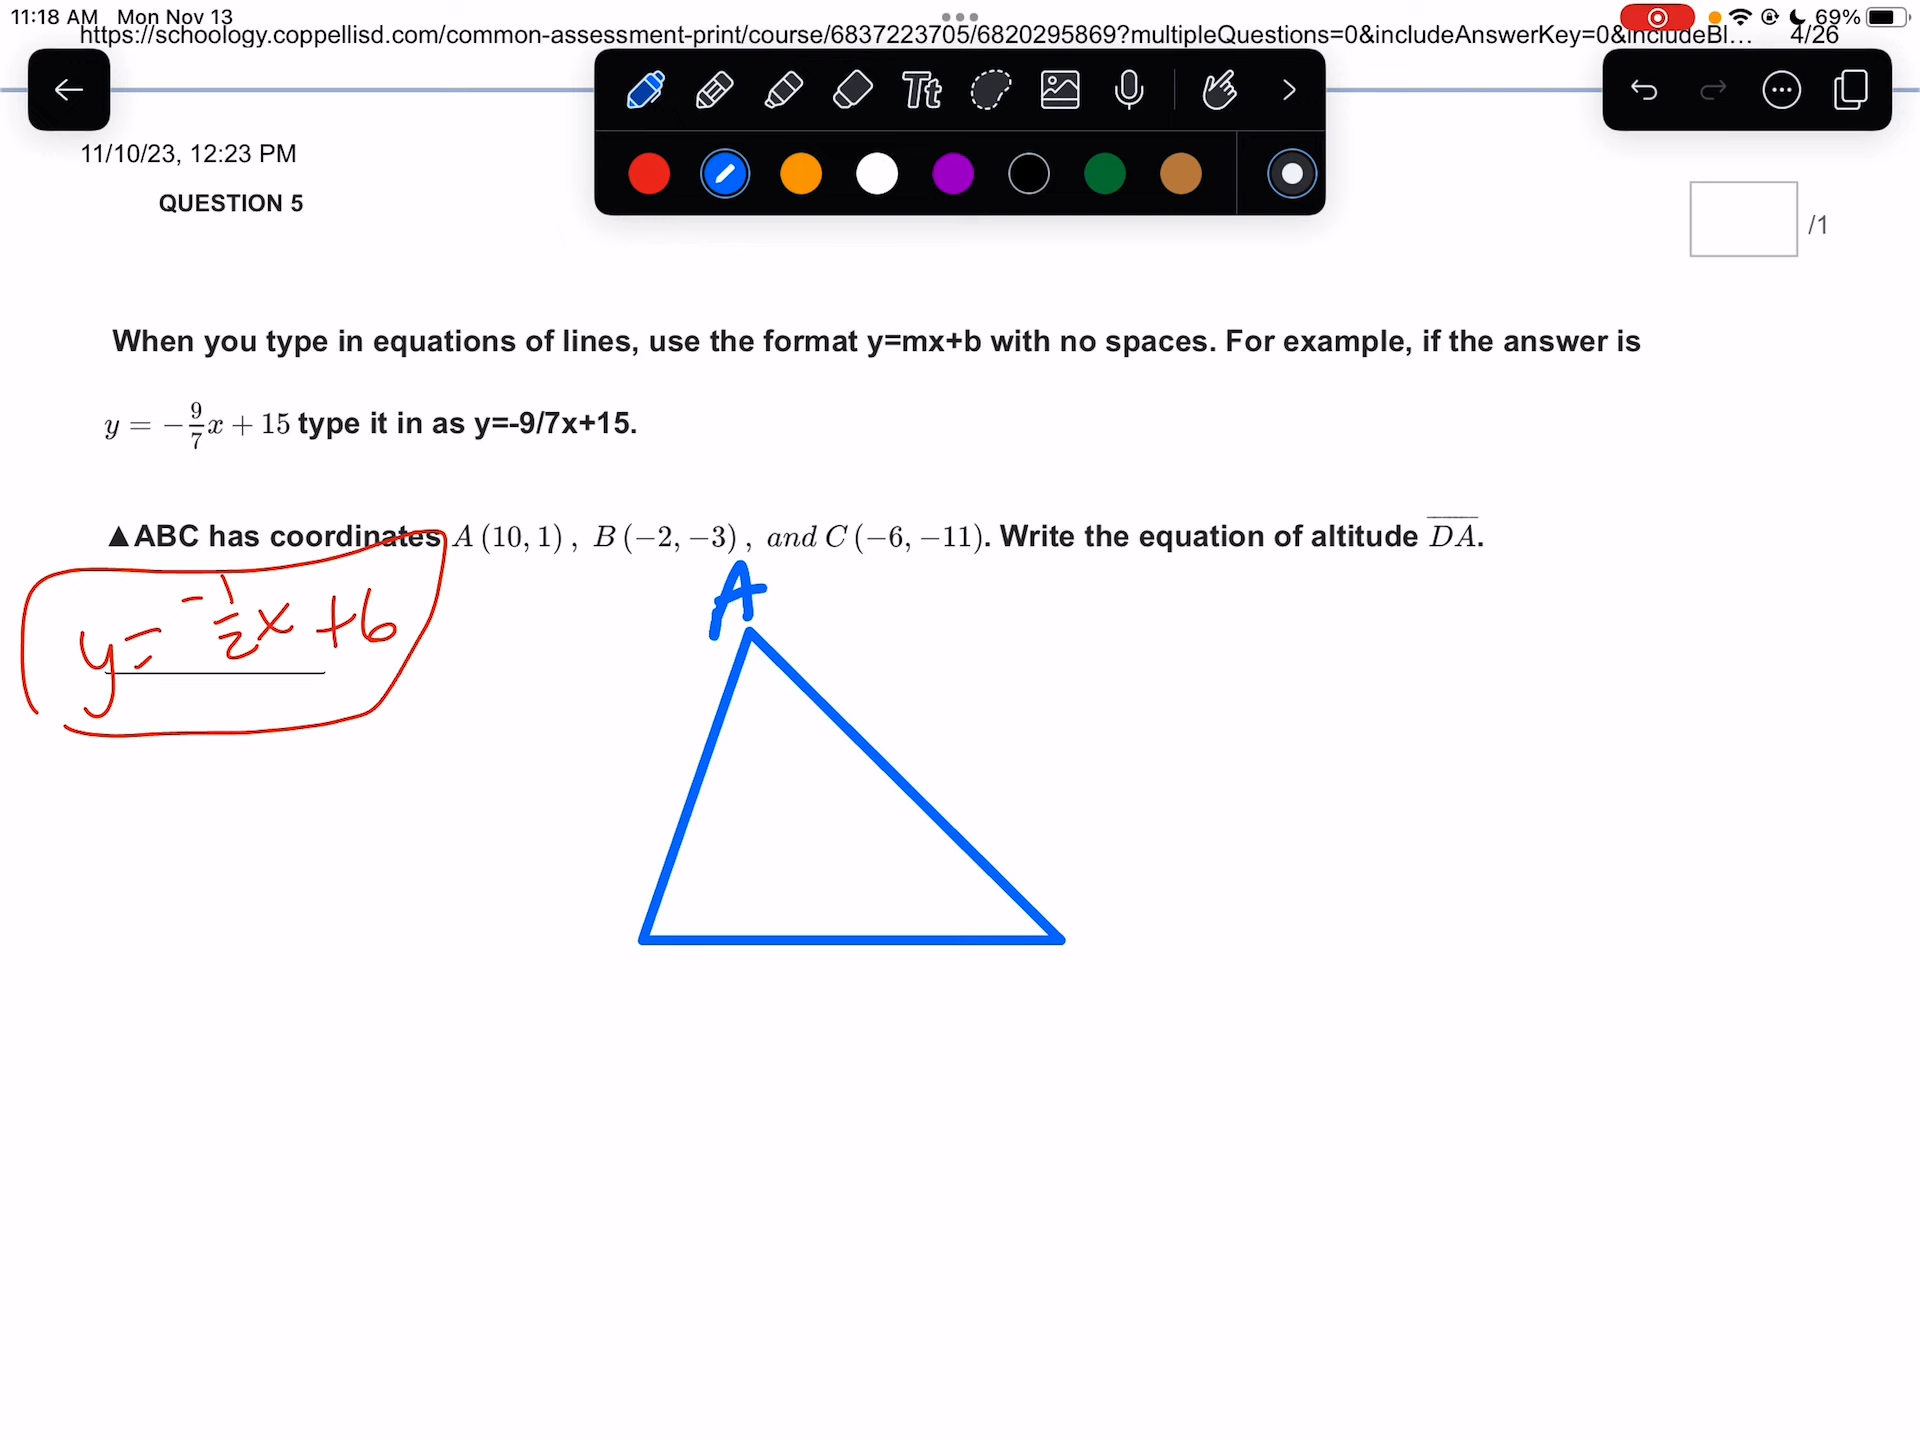 11:18 AM Mon Nov 13
69%
https://schoology.coppellisd.com/common-assessment-print/course/6837223705/6820295869?multipleQuestions=0&includeAnswerKey=0&includeBl... 4/26
Tt
11/10/23, 12:23 PM
QUESTION 5
/1
When you type in equations of lines, use the format y=mx+b with no spaces. For example, if the answer is
y = -9/7x + 15 type it in as y=-9/7x+15.
▲ABC has coordinates A (10, 1) , B (−2, −3) , and C (−6, −11). Write the equation of altitude D̅A̅.
y= -1/2x +6
A